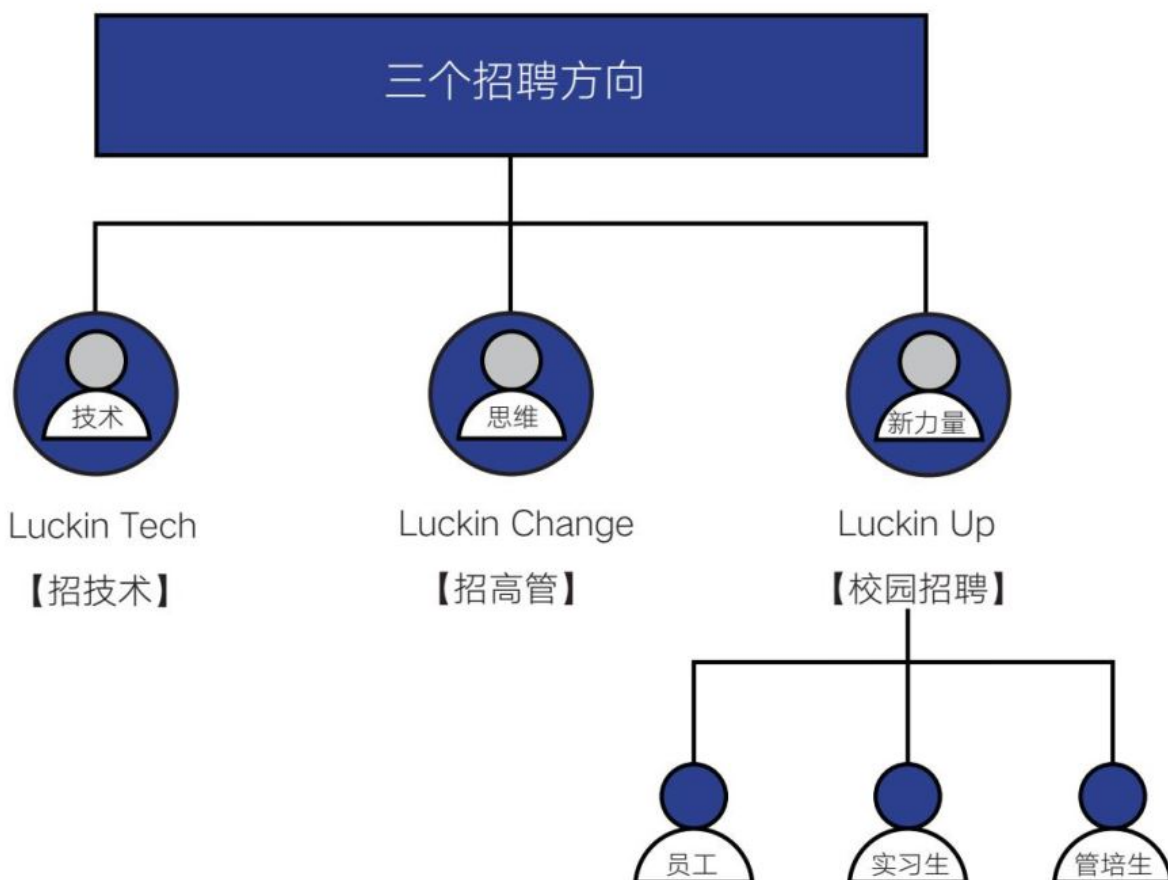 三个招聘方向
技术
思维
新力量
Luckin Tech
Luckin Change
Luckin Up
【招技术】
【招高管】
【校园招聘】
员工
实习生
管培生